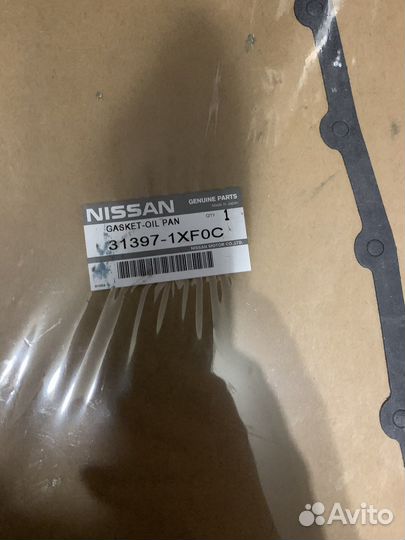 NISSAN
GENUINE PARTS
Made in Japan
GASKET-OIL PAN
QTY 1
31397-1XF0C
NISSAN MOTOR CO.,LTD.
Avito